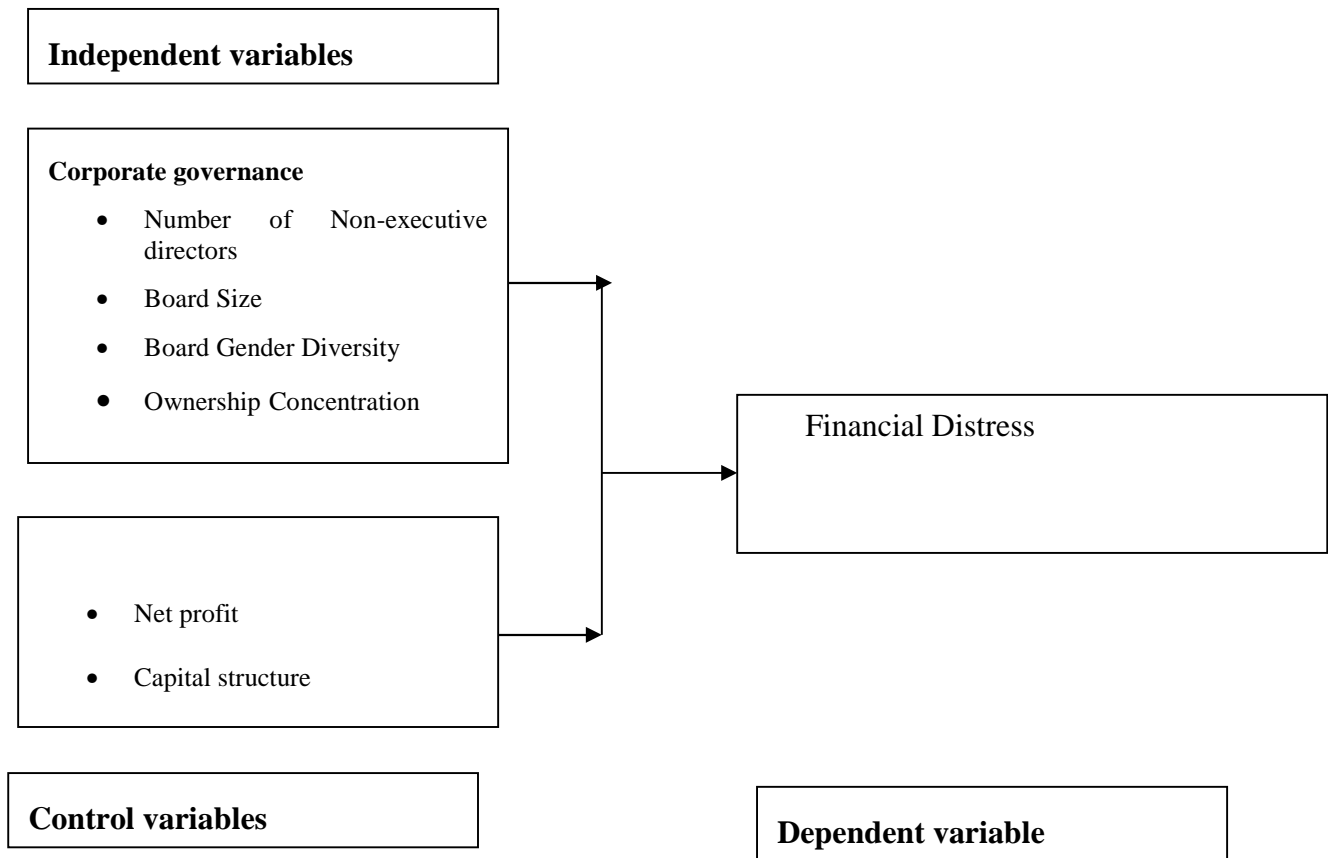 Independent variables
Corporate governance
• Number of Non-executive
directors
• Board Size
• Board Gender Diversity
• Ownership Concentration
Financial Distress
• Net profit
• Capital structure
Control variables
Dependent variable